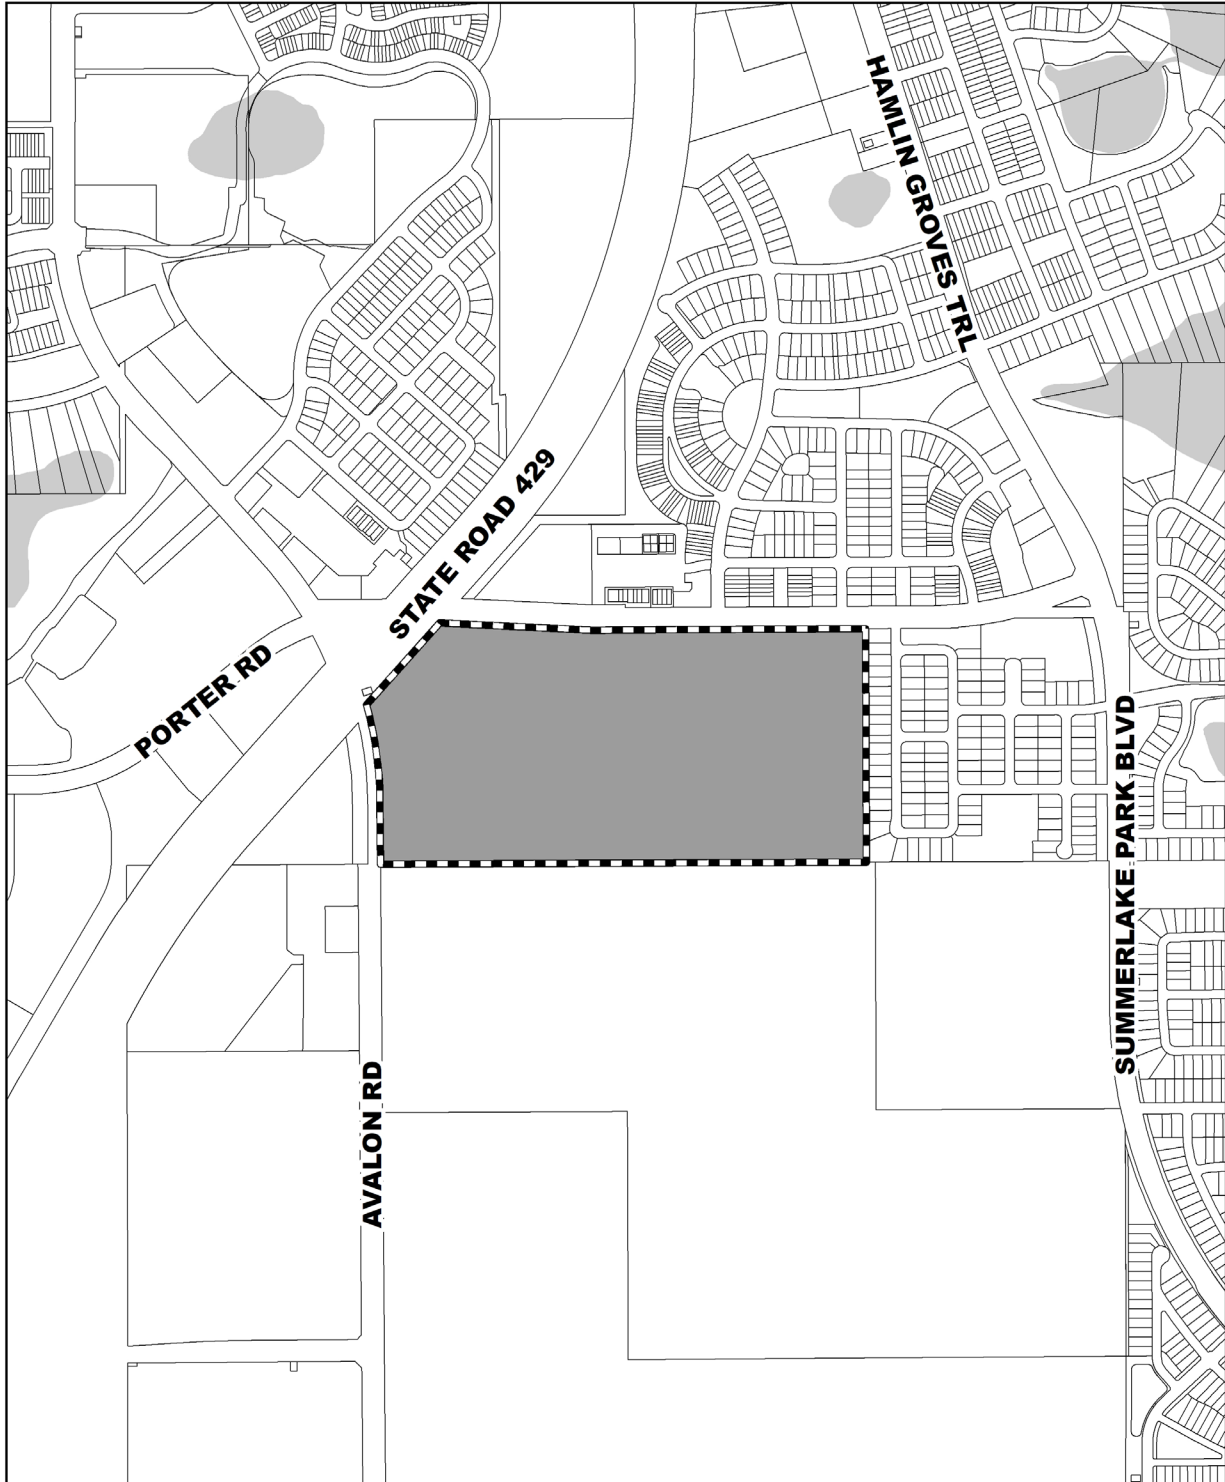 HAMLIN GROVES TRL
STATE ROAD 429
PORTER RD
SUMMERLAKE PARK BLVD
AVALON RD